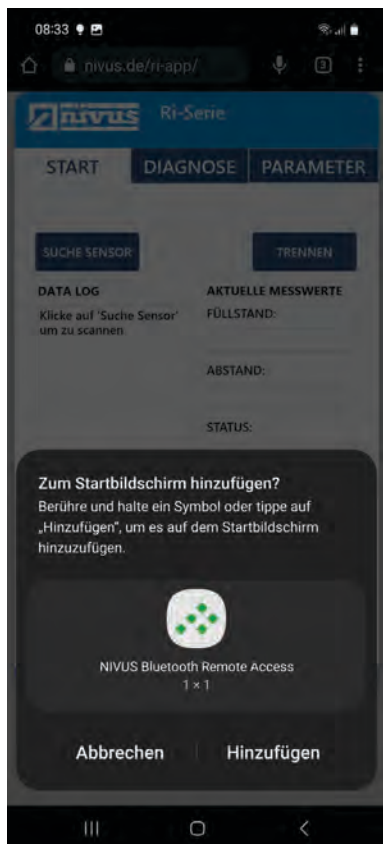 08:33
nivus.de/ri-app/
3
nivus Ri-Serie
START DIAGNOSE PARAMETER
SUCHE SENSOR TRENNEN
DATA LOG
Klicke auf 'Suche Sensor'
um zu scannen
AKTUELLE MESSWERTE
FÜLLSTAND:
ABSTAND:
STATUS:
Zum Startbildschirm hinzufügen?
Berühre und halte ein Symbol oder tippe auf
„Hinzufügen“, um es auf dem Startbildschirm
hinzuzufügen.
NIVUS Bluetooth Remote Access
1 × 1
Abbrechen Hinzufügen